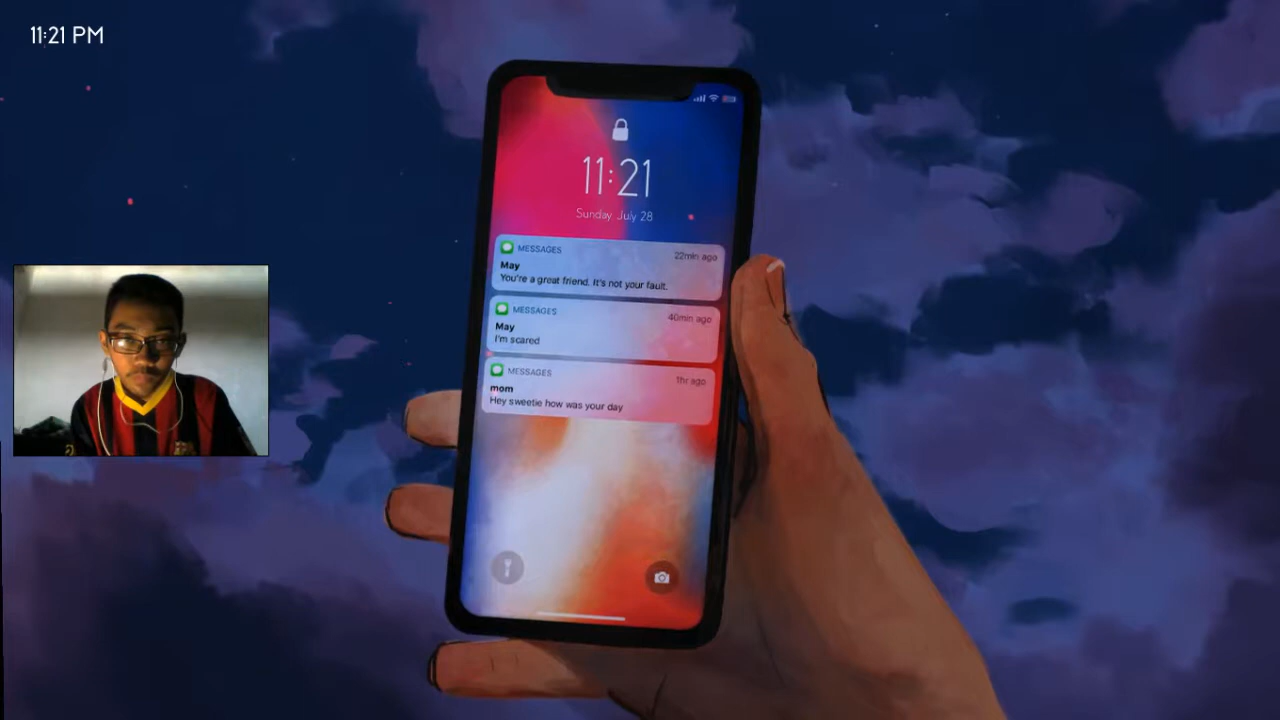 11:21 PM
11:21
Sunday, July 28
MESSAGES
22min ago
May
You're a great friend. It's not your fault.
MESSAGES
40min ago
May
I'm scared
MESSAGES
1hr ago
mom
Hey sweetie how was your day